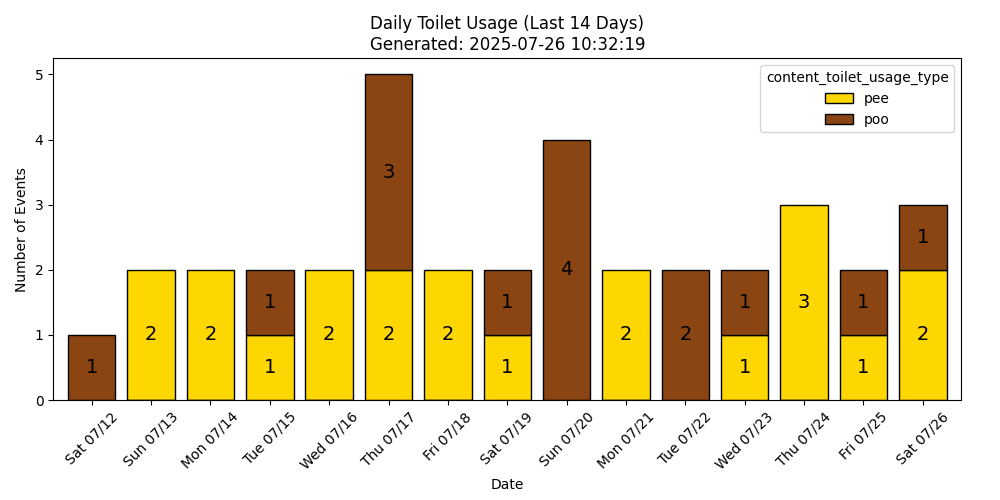 Daily Toilet Usage (Last 14 Days)
Generated: 2025-07-26 10:32:19
content_toilet_usage_type
pee
poo
Number of Events
5
4
3
2
1
0
1
2
2
1
1
2
3
2
2
1
1
4
2
2
1
1
3
1
1
1
2
Sat 07/12
Sun 07/13
Mon 07/14
Tue 07/15
Wed 07/16
Thu 07/17
Fri 07/18
Sat 07/19
Sun 07/20
Mon 07/21
Tue 07/22
Wed 07/23
Thu 07/24
Fri 07/25
Sat 07/26
Date